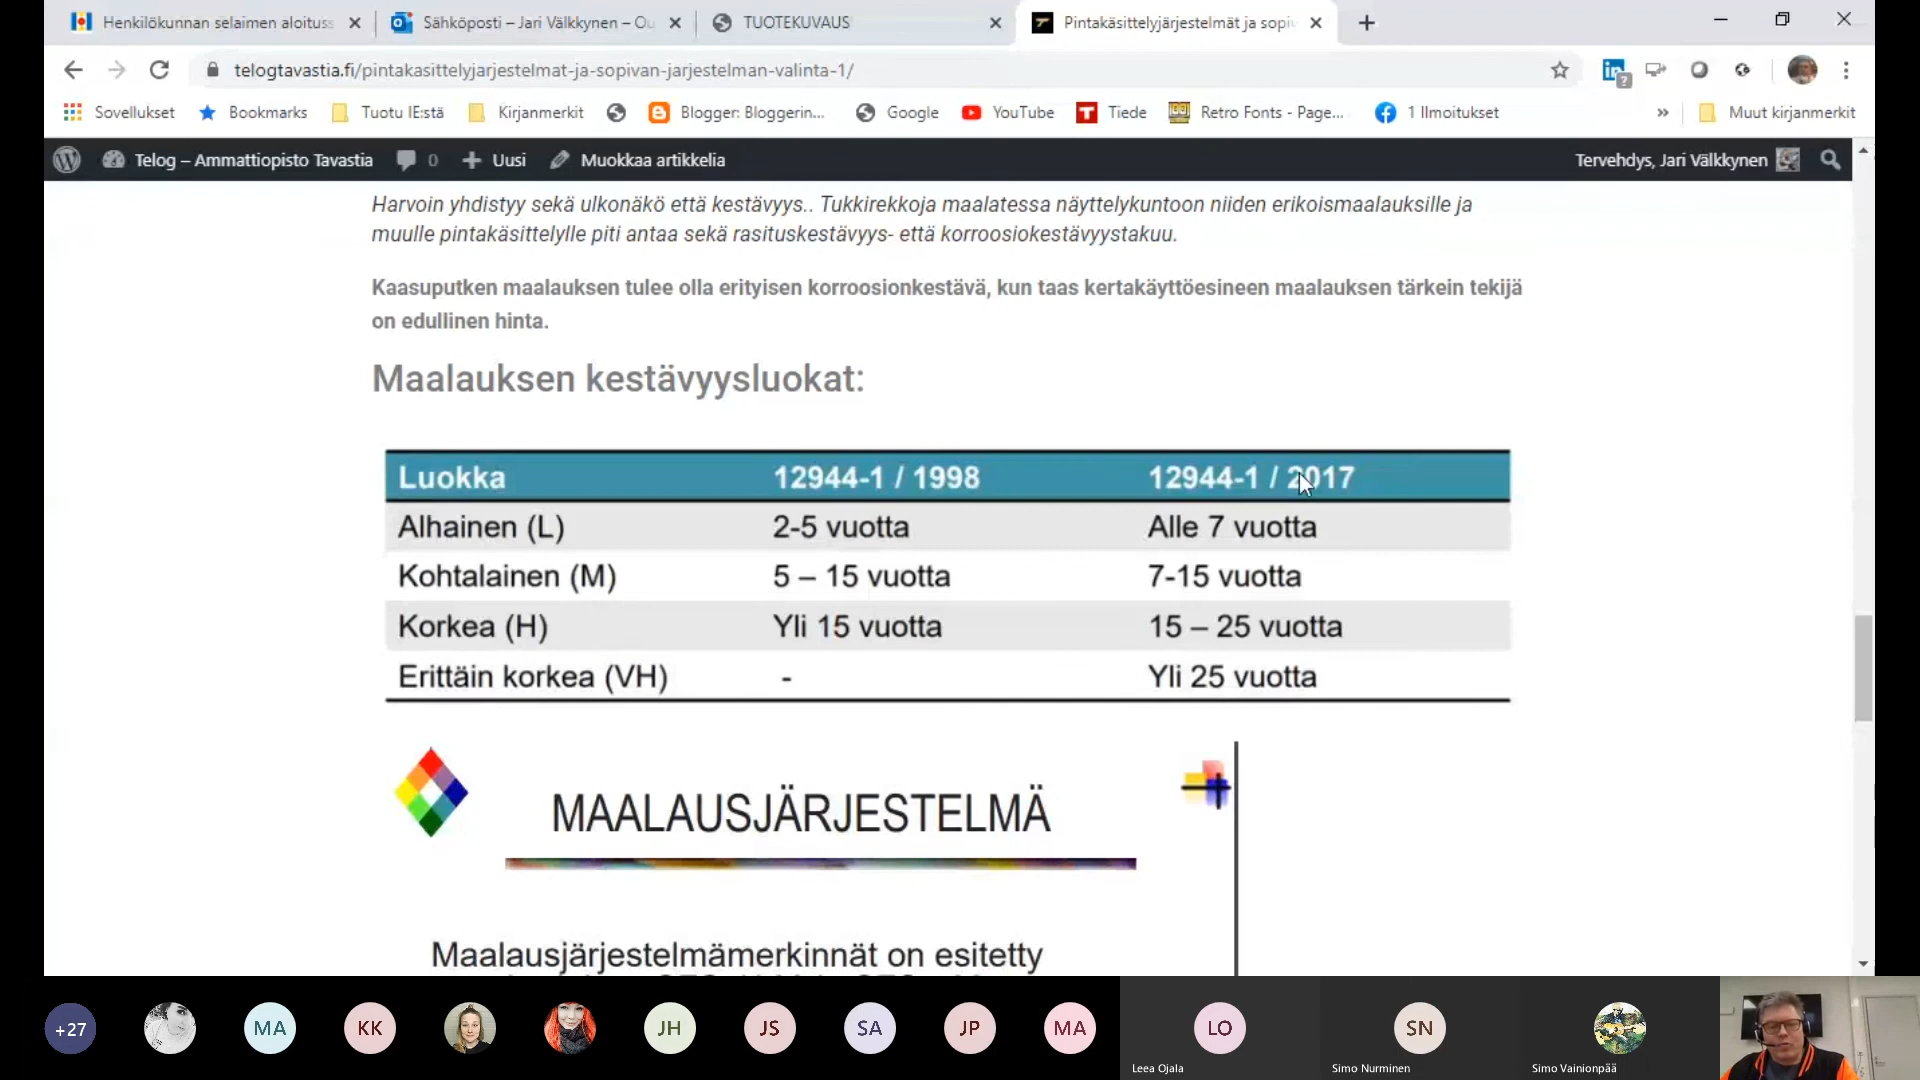 Henkilökunnan selaimen aloituss
Sähköposti – Jari Välkkynen – Ou
TUOTEKUVAUS
Pintakäsittelyjärjestelmät ja sopiv
telogtavastia.fi/pintakasittelyjarjestelmat-ja-sopivan-jarjestelman-valinta-1/
Sovellukset
Bookmarks
Tuotu IE:stä
Kirjanmerkit
Blogger: Bloggerin...
Google
YouTube
Tiede
Retro Fonts - Page...
1 Ilmoitukset
»
Muut kirjanmerkit
Telog – Ammattiopisto Tavastia
0
Uusi
Muokkaa artikkelia
Tervehdys, Jari Välkkynen
Harvoin yhdistyy sekä ulkonäkö että kestävyys.. Tukkirekkoja maalatessa näyttelykuntoon niiden erikoismaalauksille ja
muulle pintakäsittelylle piti antaa sekä rasituskestävyys- että korroosiokestävyystakuu.
Kaasuputken maalauksen tulee olla erityisen korroosionkestävä, kun taas kertakäyttöesineen maalauksen tärkein tekijä
on edullinen hinta.
Maalauksen kestävyysluokat:
Luokka 12944-1 / 1998 12944-1 / 2017
Alhainen (L) 2-5 vuotta Alle 7 vuotta
Kohtalainen (M) 5 – 15 vuotta 7-15 vuotta
Korkea (H) Yli 15 vuotta 15 – 25 vuotta
Erittäin korkea (VH) - Yli 25 vuotta
MAALAUSJÄRJESTELMÄ
Maalausjärjestelmämerkinnät on esitetty
+27
MA
KK
JH
JS
SA
JP
MA
LO
SN
Leea Ojala
Simo Nurminen
Simo Vainionpää